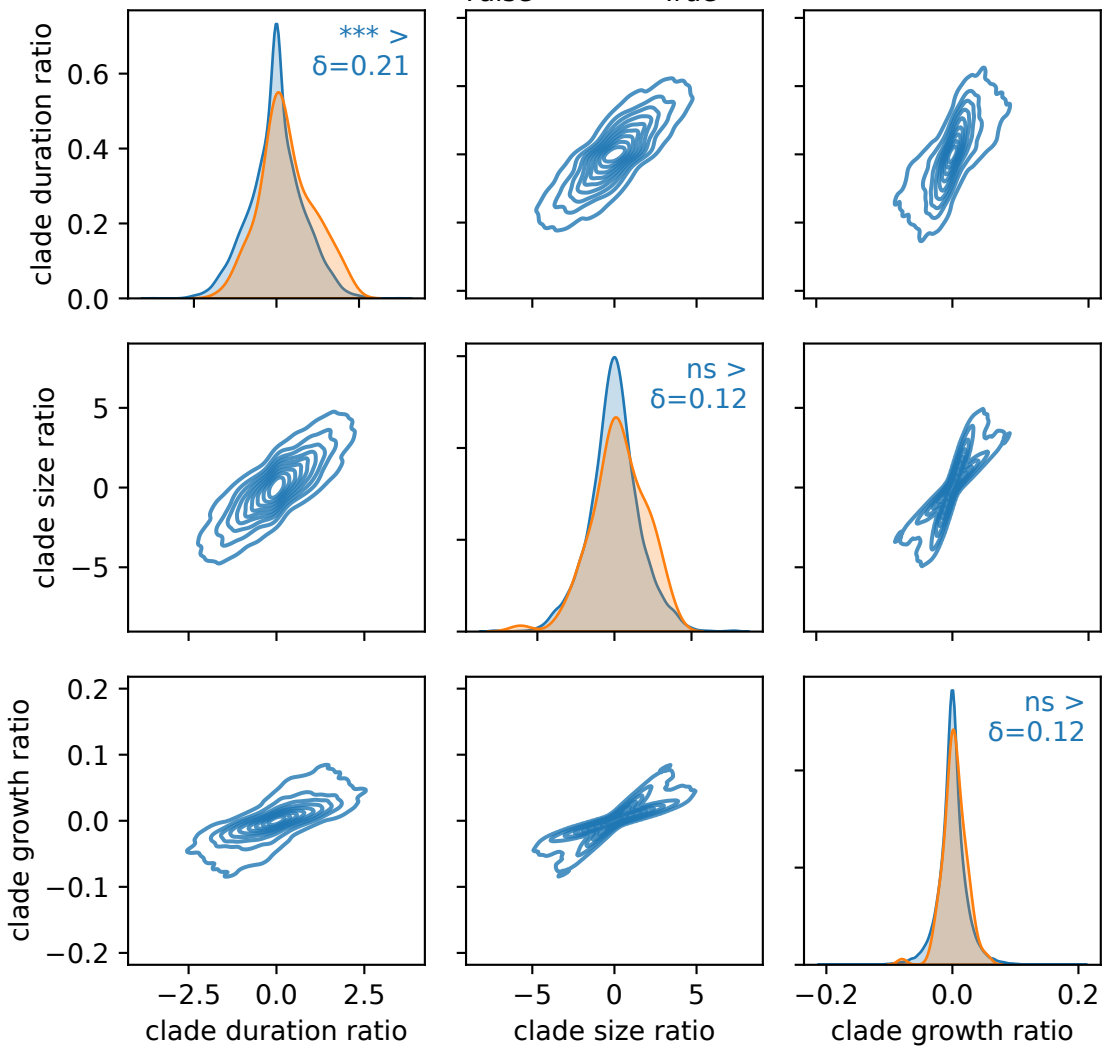 clade duration ratio
0.6
0.4
0.2
0.0
*** >
δ=0.21
clade size ratio
5
0
−5
ns >
δ=0.12
clade growth ratio
0.2
0.1
0.0
−0.1
−0.2
ns >
δ=0.12
−2.5
0.0
2.5
clade duration ratio
−5
0
5
clade size ratio
−0.2
0.0
0.2
clade growth ratio